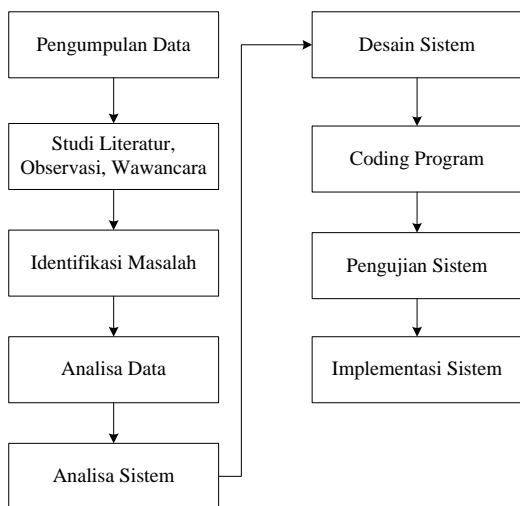 Pengumpulan Data
Studi Literatur,
Observasi, Wawancara
Identifikasi Masalah
Analisa Data
Analisa Sistem
Desain Sistem
Coding Program
Pengujian Sistem
Implementasi Sistem